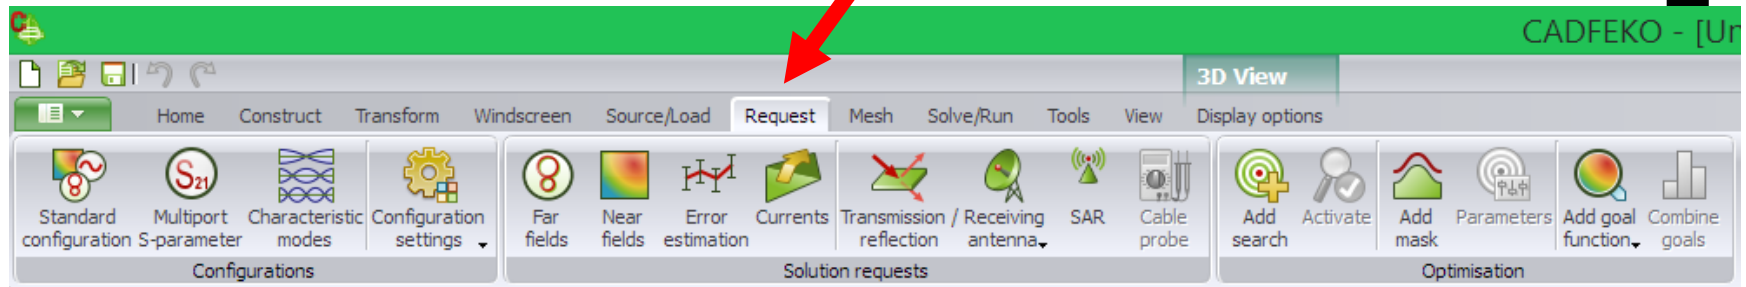 CADFEKO - [Un
3D View
Home Construct Transform Windscreen Source/Load Request Mesh Solve/Run Tools View Display options
S21
Standard configuration
Multiport S-parameter
Characteristic modes
Configuration settings
Configurations
Far fields
Near fields
Error estimation
Currents
Transmission / reflection
Receiving antenna
SAR
Cable probe
Solution requests
Add search
Activate
Add mask
Parameters
Add goal function
Combine goals
Optimisation